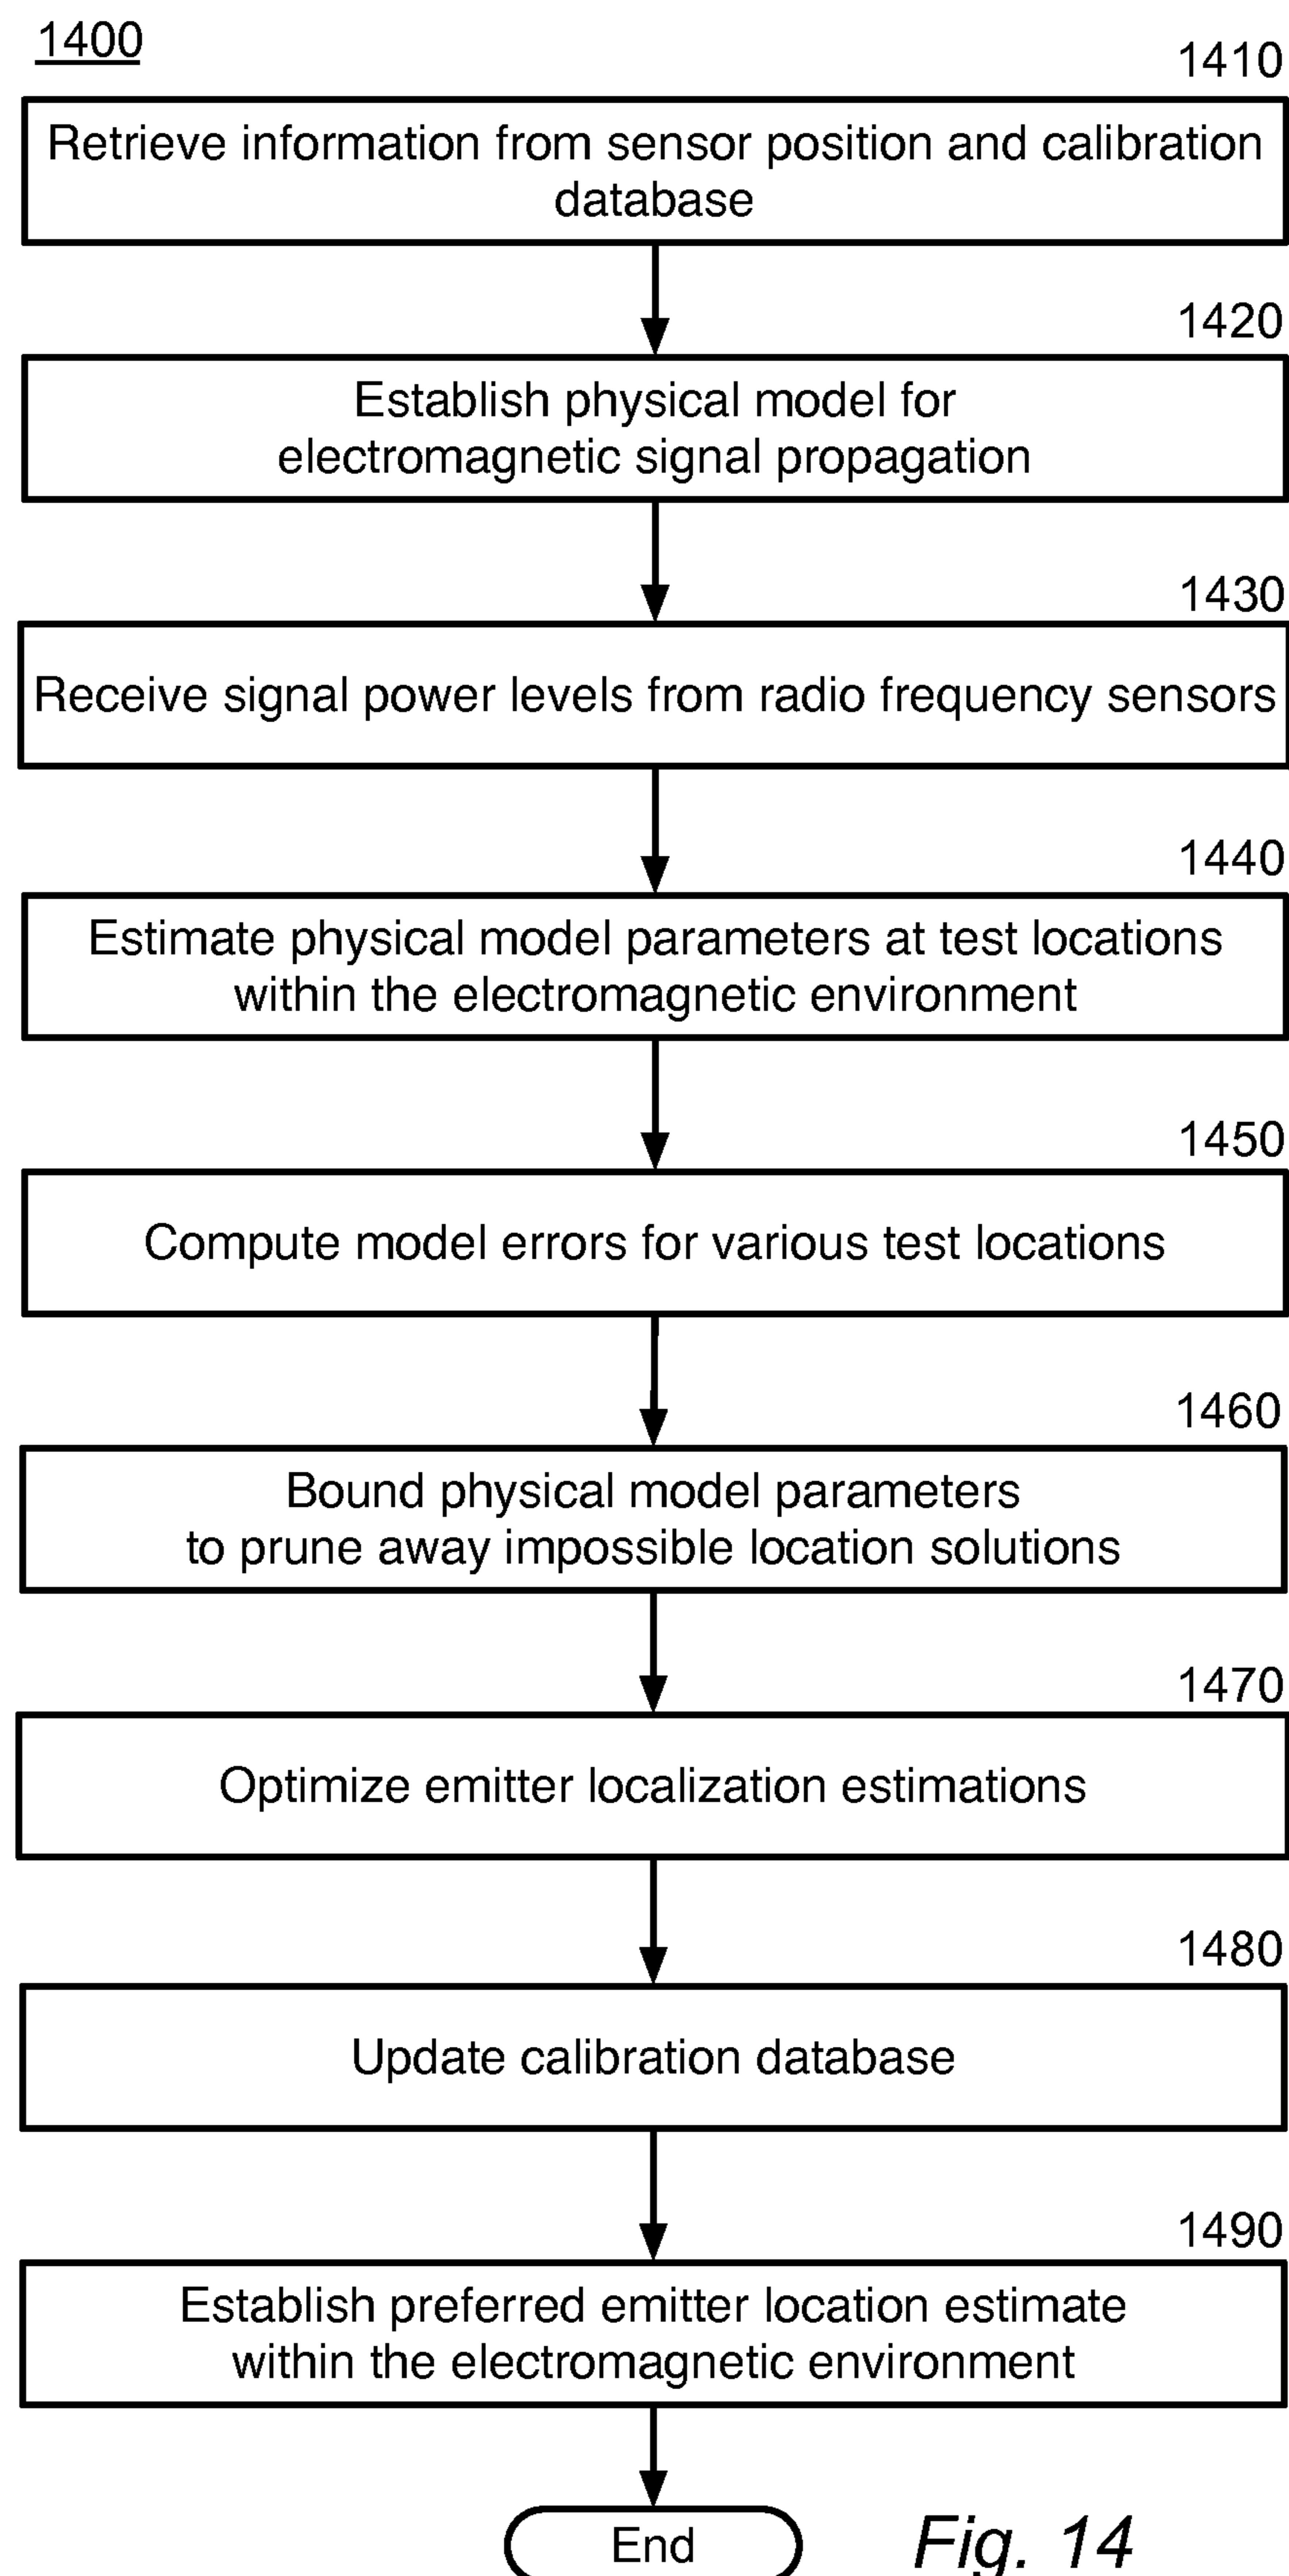 1400
1410
Retrieve information from sensor position and calibration
database
1420
Establish physical model for
electromagnetic signal propagation
1430
Receive signal power levels from radio frequency sensors
1440
Estimate physical model parameters at test locations
within the electromagnetic environment
1450
Compute model errors for various test locations
1460
Bound physical model parameters
to prune away impossible location solutions
1470
Optimize emitter localization estimations
1480
Update calibration database
1490
Establish preferred emitter location estimate
within the electromagnetic environment
End
Fig. 14